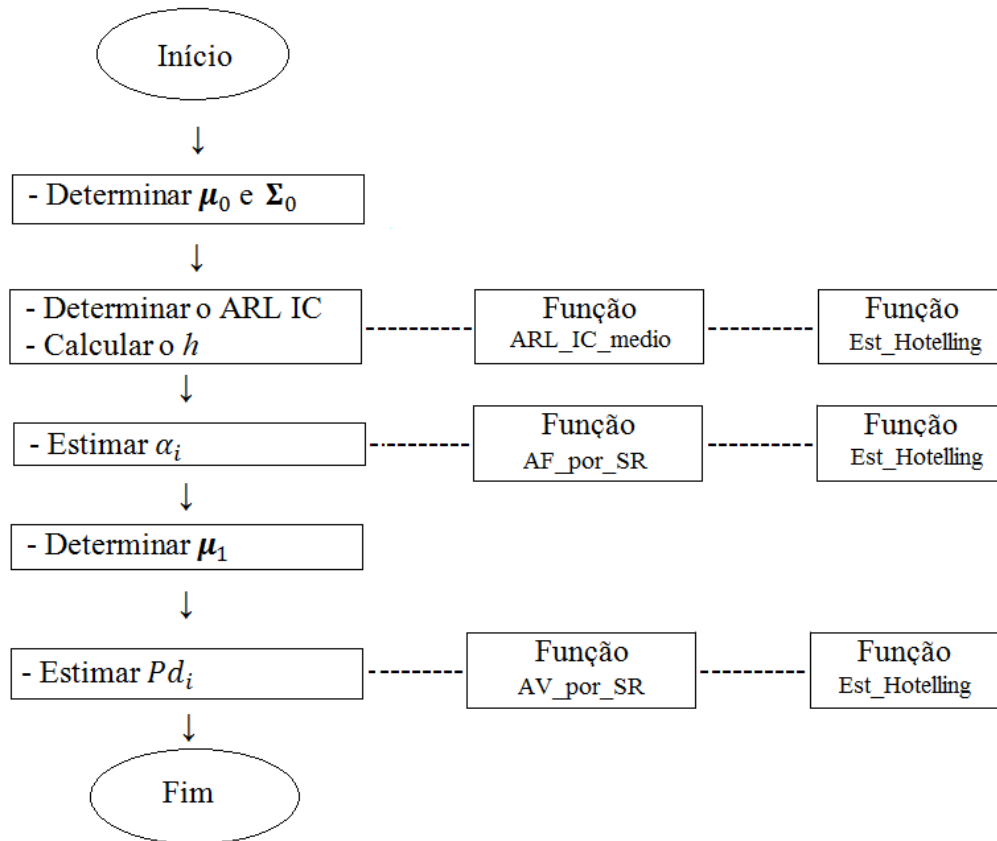 Início
↓
- Determinar μ₀ e Σ₀
↓
- Determinar o ARL IC
- Calcular o h
Função
ARL_IC_medio
Função
Est_Hotelling
↓
- Estimar αᵢ
Função
AF_por_SR
Função
Est_Hotelling
↓
- Determinar μ₁
↓
- Estimar Pdᵢ
Função
AV_por_SR
Função
Est_Hotelling
↓
Fim